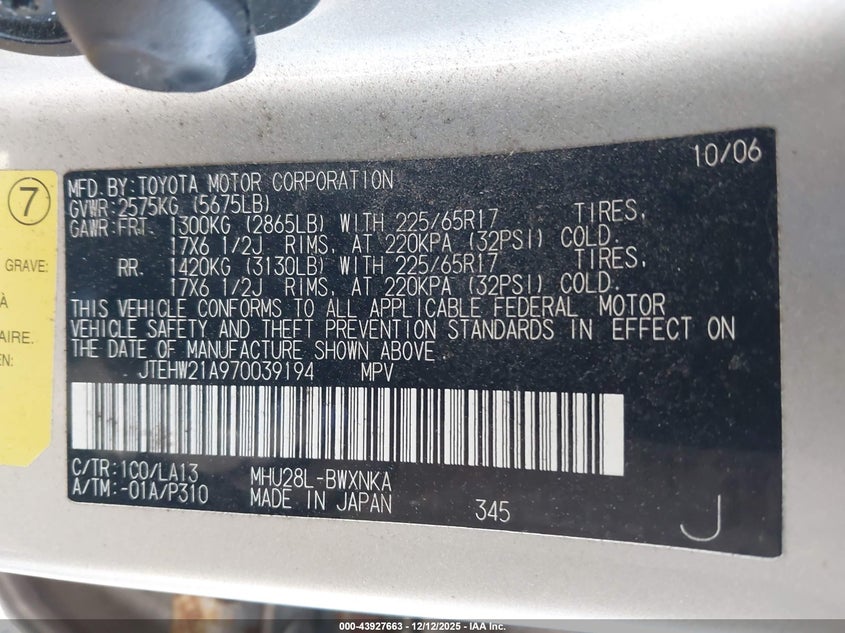 10/06
MFD.BY:TOYOTA MOTOR CORPORATION
GVWR:2575KG (5675LB)
GAWR:FRT. 1300KG (2865LB) WITH 225/65R17 TIRES,
17X6 1/2J RIMS, AT 220KPA (32PSI) COLD.
RR. 1420KG (3130LB) WITH 225/65R17 TIRES,
17X6 1/2J RIMS, AT 220KPA (32PSI) COLD.
THIS VEHICLE CONFORMS TO ALL APPLICABLE FEDERAL MOTOR
VEHICLE SAFETY AND THEFT PREVENTION STANDARDS IN EFFECT ON
THE DATE OF MANUFACTURE SHOWN ABOVE.
JTEHW21A970039194 MPV
C/TR:1C0/LA13 MHU28L-BWXNKA
A/TM:-01A/P310 MADE IN JAPAN 345
J
7
GRAVE:
À
AIRE.
EN:
000-43927663 - 12/12/2025 - IAA Inc.